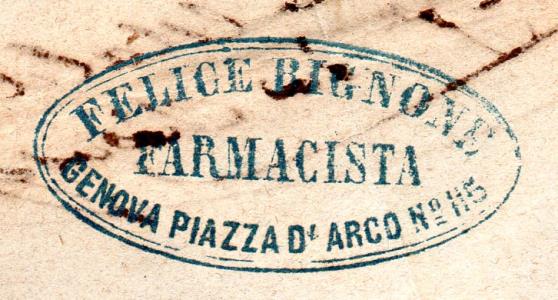 FELICE BIGNONE
FARMACISTA
GENOVA PIAZZA D' ARCO Nº 115